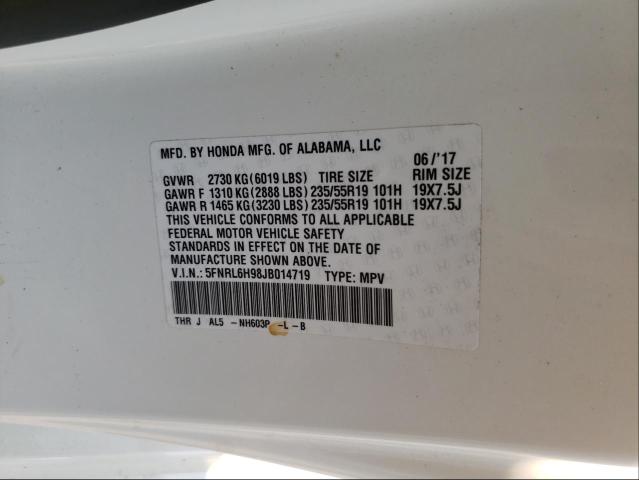 MFD. BY HONDA MFG. OF ALABAMA, LLC 06/'17
GVWR 2730 KG(6019 LBS) TIRE SIZE RIM SIZE
GAWR F 1310 KG(2888 LBS) 235/55R19 101H 19X7.5J
GAWR R 1465 KG(3230 LBS) 235/55R19 101H 19X7.5J
THIS VEHICLE CONFORMS TO ALL APPLICABLE
FEDERAL MOTOR VEHICLE SAFETY
STANDARDS IN EFFECT ON THE DATE OF
MANUFACTURE SHOWN ABOVE.
V.I.N.: 5FNRL6H98JB014719 TYPE: MPV
THR J AL5 -NH603P -L -B